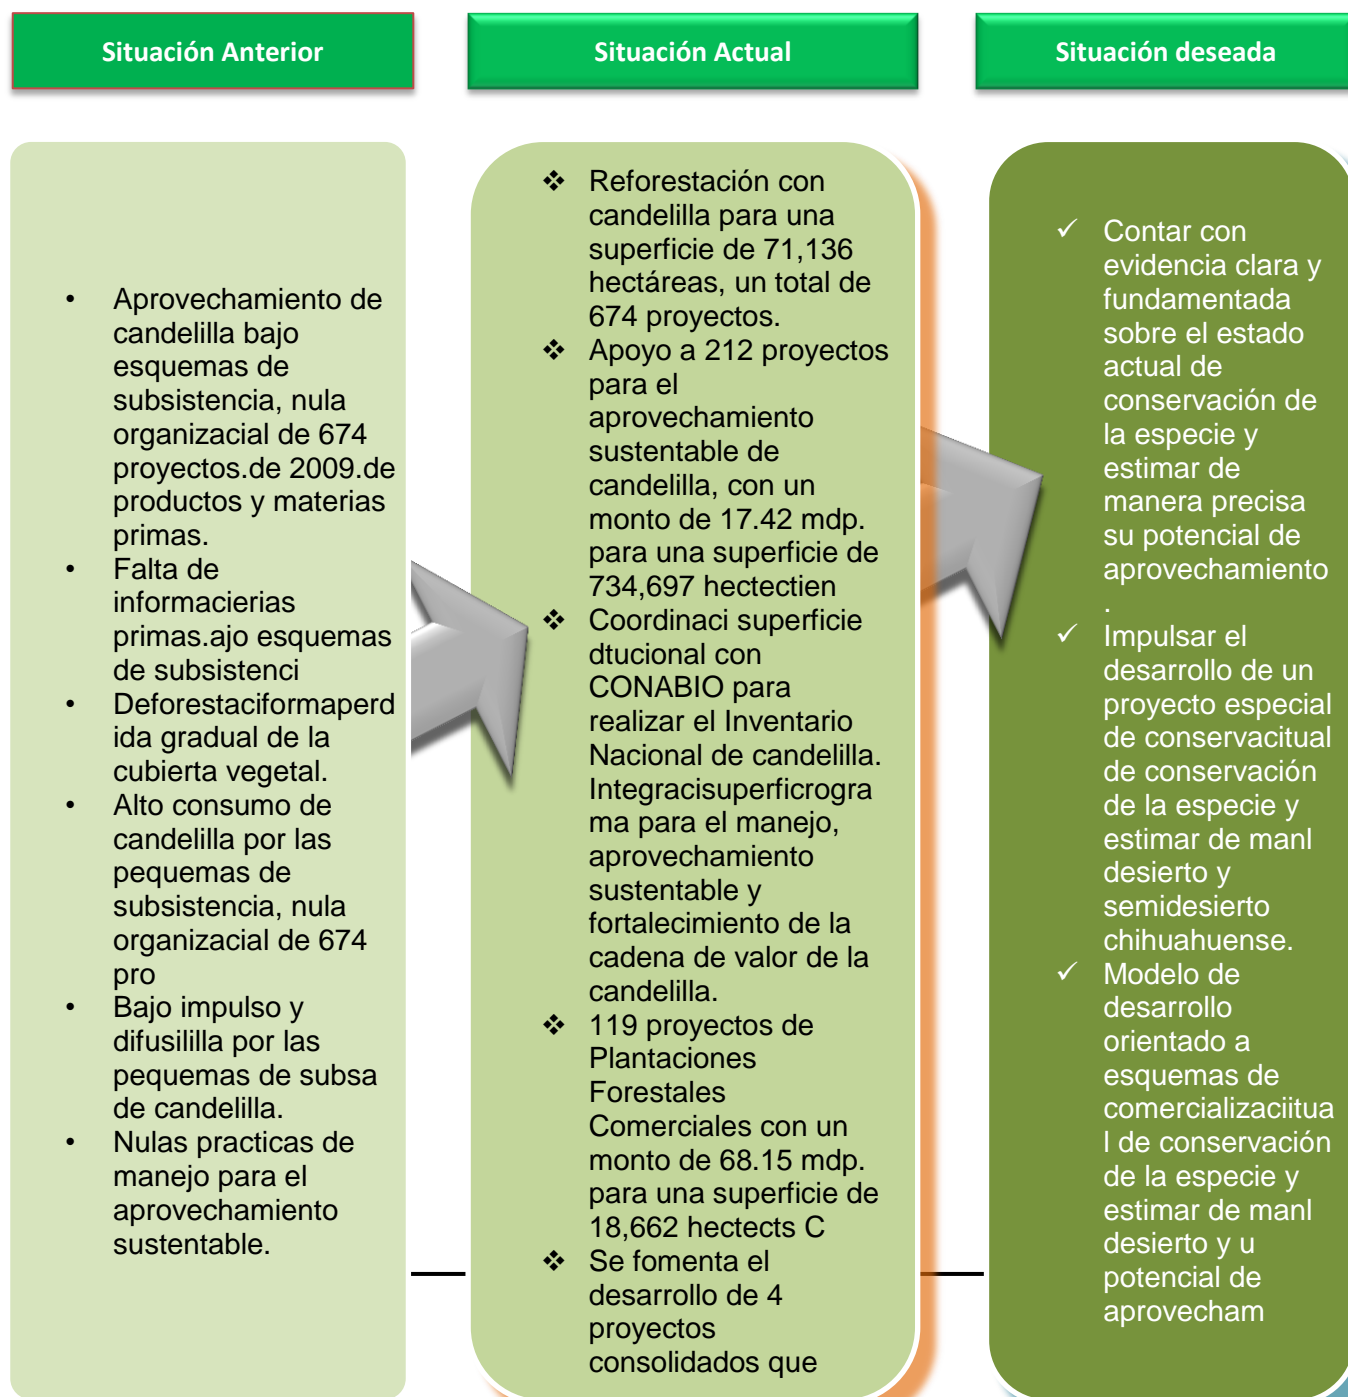 Situación Anterior
Situación Actual
Situación deseada
• Aprovechamiento de
candelilla bajo
esquemas de
subsistencia, nula
organizacial de 674
proyectos.de 2009.de
productos y materias
primas.
• Falta de
informacierias
primas.ajo esquemas
de subsistenci
• Deforestaciformaperd
ida gradual de la
cubierta vegetal.
• Alto consumo de
candelilla por las
pequemas de
subsistencia, nula
organizacial de 674
pro
• Bajo impulso y
difusililla por las
pequemas de subsa
de candelilla.
• Nulas practicas de
manejo para el
aprovechamiento
sustentable.
❖ Reforestación con
candelilla para una
superficie de 71,136
hectáreas, un total de
674 proyectos.
❖ Apoyo a 212 proyectos
para el
aprovechamiento
sustentable de
candelilla, con un
monto de 17.42 mdp.
para una superficie de
734,697 hectectien
❖ Coordinaci superficie
dtucional con
CONABIO para
realizar el Inventario
Nacional de candelilla.
Integracisuperficrogra
ma para el manejo,
aprovechamiento
sustentable y
fortalecimiento de la
cadena de valor de la
candelilla.
❖ 119 proyectos de
Plantaciones
Forestales
Comerciales con un
monto de 68.15 mdp.
para una superficie de
18,662 hectects C
❖ Se fomenta el
desarrollo de 4
proyectos
consolidados que
✓ Contar con
evidencia clara y
fundamentada
sobre el estado
actual de
conservación de
la especie y
estimar de
manera precisa
su potencial de
aprovechamiento
.
✓ Impulsar el
desarrollo de un
proyecto especial
de conservacitual
de conservación
de la especie y
estimar de manl
desierto y
semidesierto
chihuahuense.
✓ Modelo de
desarrollo
orientado a
esquemas de
comercializaciitua
l de conservación
de la especie y
estimar de manl
desierto y u
potencial de
aprovecham